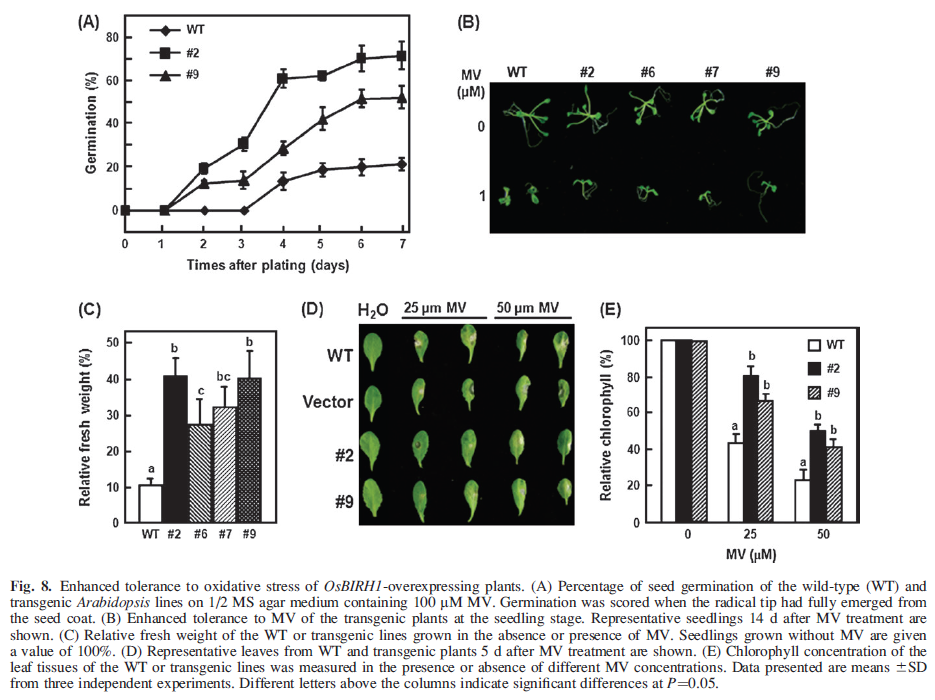 (A)
WT
#2
#9
80
60
40
20
0
Germination (%)
0 1 2 3 4 5 6 7
Times after plating (days)
(B)
MV
(µM)
WT #2 #6 #7 #9
0
1
(C)
50
40
30
20
10
0
Relative fresh weight (%)
a b c bc b
WT #2 #6 #7 #9
(D)
H₂O 25 µm MV 50 µm MV
WT
Vector
#2
#9
(E)
WT
#2
#9
100
80
60
40
20
0
Relative chlorophyll (%)
a b b a b b
0 25 50
MV (µM)
Fig. 8. Enhanced tolerance to oxidative stress of OsBIRH1-overexpressing plants. (A) Percentage of seed germination of the wild-type (WT) and
transgenic Arabidopsis lines on 1/2 MS agar medium containing 100 µM MV. Germination was scored when the radical tip had fully emerged from
the seed coat. (B) Enhanced tolerance to MV of the transgenic plants at the seedling stage. Representative seedlings 14 d after MV treatment are
shown. (C) Relative fresh weight of the WT or transgenic lines grown in the absence or presence of MV. Seedlings grown without MV are given
a value of 100%. (D) Representative leaves from WT and transgenic plants 5 d after MV treatment are shown. (E) Chlorophyll concentration of the
leaf tissues of the WT or transgenic lines was measured in the presence or absence of different MV concentrations. Data presented are means ±SD
from three independent experiments. Different letters above the columns indicate significant differences at P=0.05.